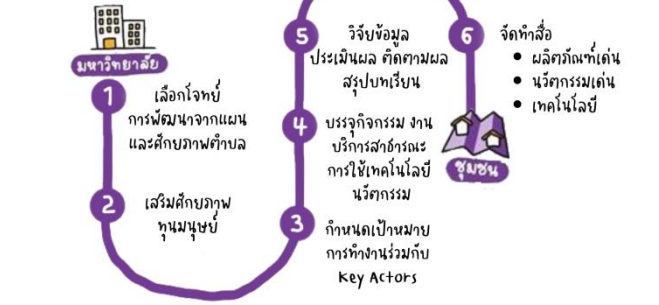 มหาวิทยาลัย
1
เลือกโจทย์
การพัฒนาจากแผน
และศักยภาพตำบล
2
เสริมศักยภาพ
ทุนมนุษย์
3
กำหนดเป้าหมาย
การทำงานร่วมกับ
Key Actors
4
บรรจุกิจกรรม งาน
บริการสาธารณะ
การใช้เทคโนโลยี
นวัตกรรม
5
วิจัยข้อมูล
ประเมินผล ติดตามผล
สรุปบทเรียน
6
จัดทำสื่อ
• ผลิตภัณฑ์เด่น
• นวัตกรรมเด่น
• เทคโนโลยี
ชุมชน